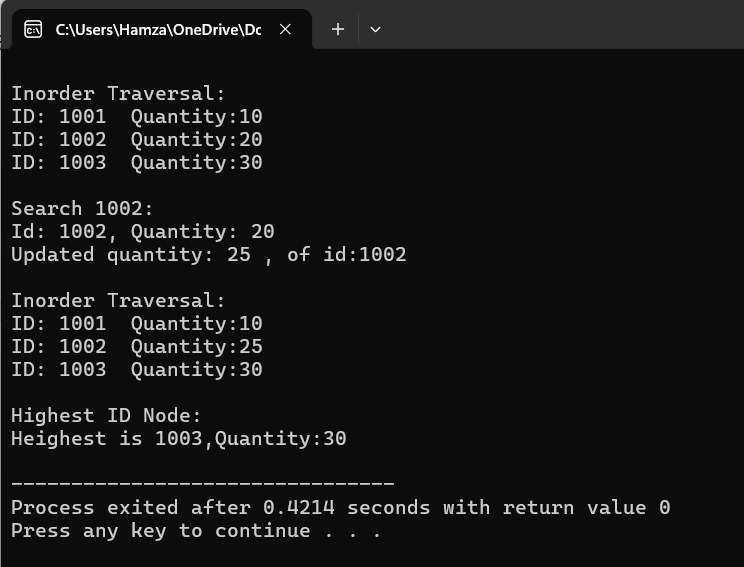 C:\Users\Hamza\OneDrive\Dc
Inorder Traversal:
ID: 1001  Quantity:10
ID: 1002  Quantity:20
ID: 1003  Quantity:30
Search 1002:
Id: 1002, Quantity: 20
Updated quantity: 25 , of id:1002
Inorder Traversal:
ID: 1001  Quantity:10
ID: 1002  Quantity:25
ID: 1003  Quantity:30
Highest ID Node:
Heighest is 1003,Quantity:30
--------------------------------
Process exited after 0.4214 seconds with return value 0
Press any key to continue . . .